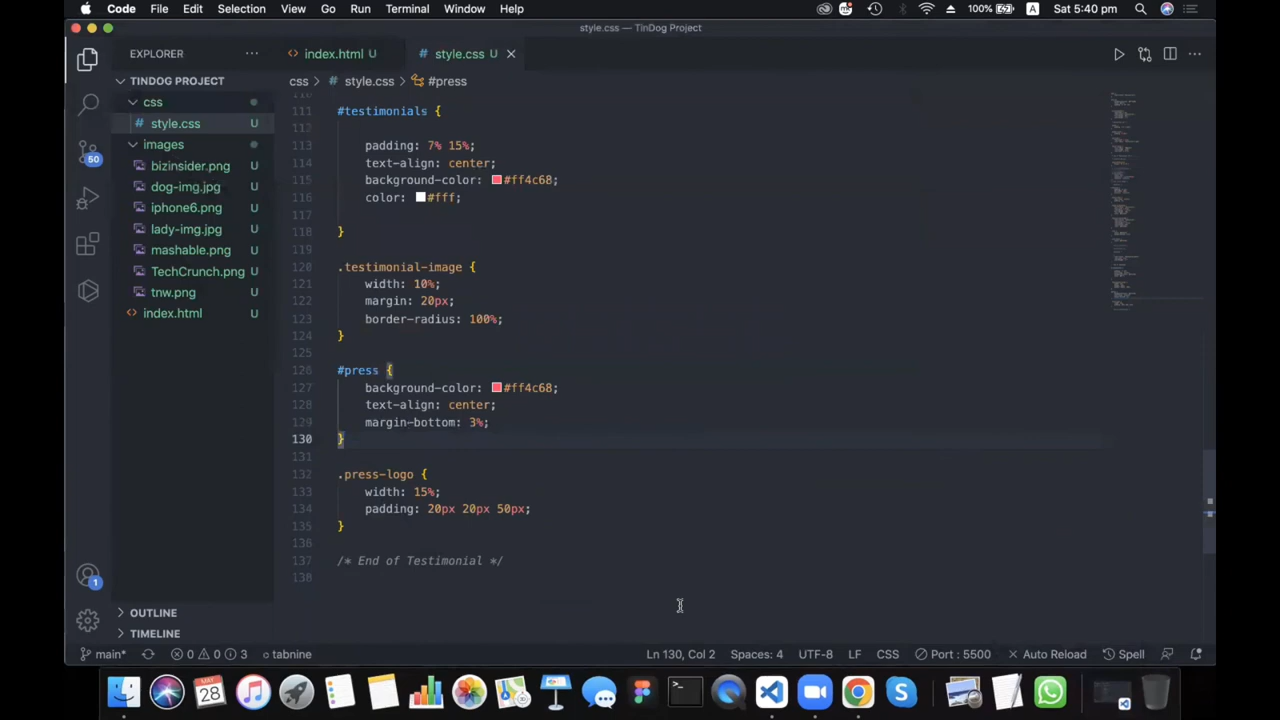 Code File Edit Selection View Go Run Terminal Window Help 100% A Sat 5:40 pm
style.css — TinDog Project
EXPLORER ··· index.html U style.css U
TINDOG PROJECT
css > # style.css > #press
css
# style.css U
images
bizinsider.png U
dog-img.jpg U
iphone6.png U
lady-img.jpg U
mashable.png U
TechCrunch.png U
tnw.png U
index.html U
50
1
OUTLINE
TIMELINE
110
111 #testimonials {
112
113 padding: 7% 15%;
114 text-align: center;
115 background-color: #ff4c68;
116 color: #fff;
117
118 }
119
120 .testimonial-image {
121 width: 10%;
122 margin: 20px;
123 border-radius: 100%;
124 }
125
126 #press {
127 background-color: #ff4c68;
128 text-align: center;
129 margin-bottom: 3%;
130 }
131
132 .press-logo {
133 width: 15%;
134 padding: 20px 20px 50px;
135 }
136
137 /* End of Testimonial */
138
main* 0 0 3 tabnine Ln 130, Col 2 Spaces: 4 UTF-8 LF CSS Port : 5500 Auto Reload Spell
28